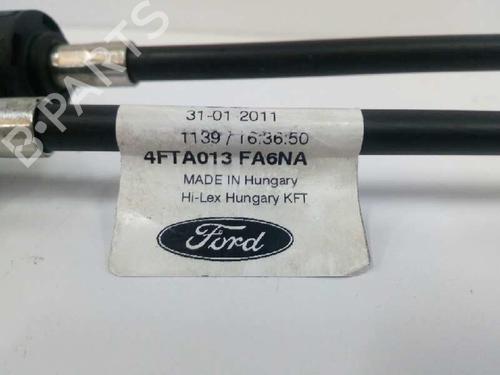 31-01 2011
1139 / 16:36:50
4FTA013 FA6NA
MADE IN Hungary
Hi-Lex Hungary KFT
Ford
B-Parts